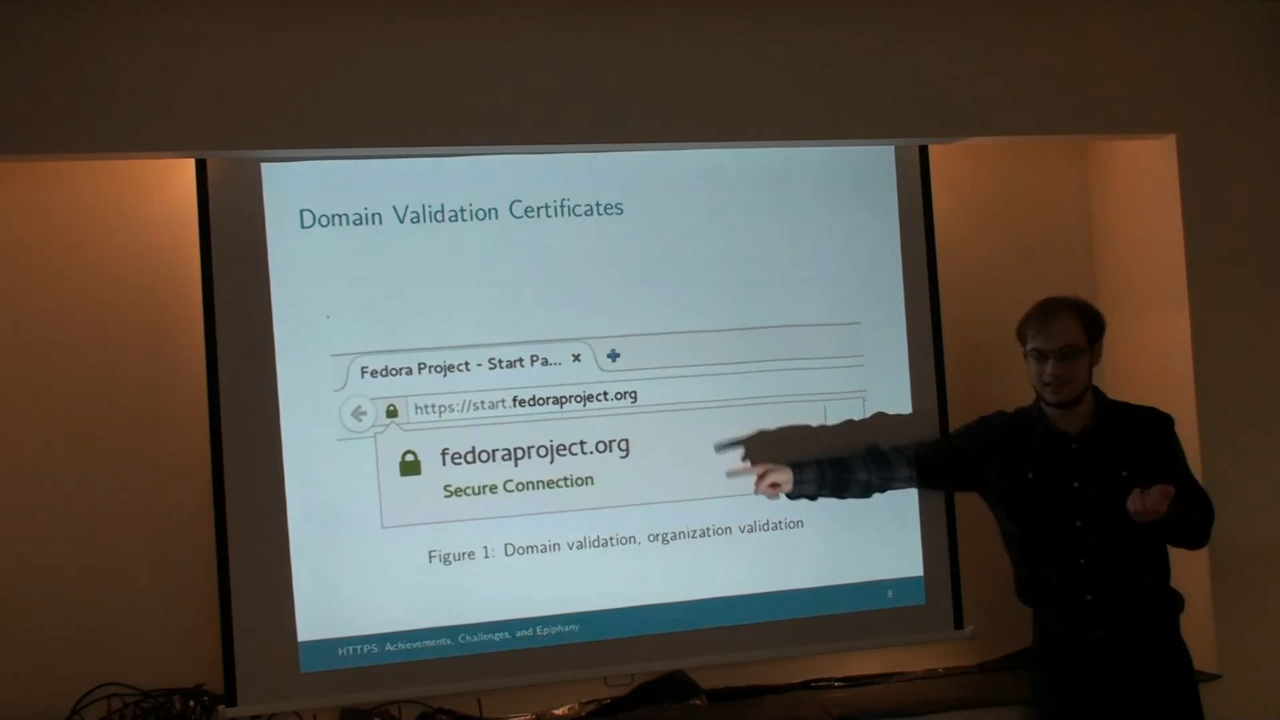 Domain Validation Certificates
Fedora Project - Start Pa... ×
https://start.fedoraproject.org
fedoraproject.org
Secure Connection
Figure 1: Domain validation, organization validation
8
HTTPS: Achievements, Challenges, and Epiphany